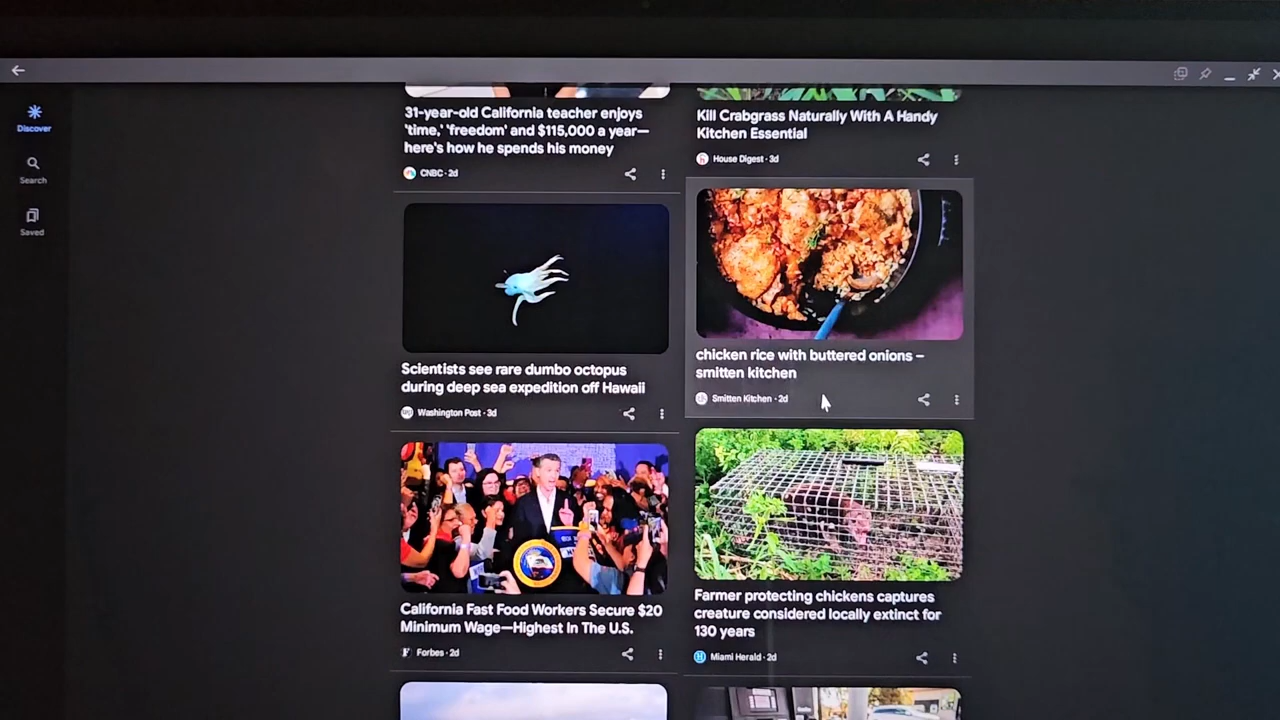 Discover
Search
Saved
31-year-old California teacher enjoys
'time,' 'freedom' and $115,000 a year—
here's how he spends his money
CNBC · 2d
Kill Crabgrass Naturally With A Handy
Kitchen Essential
House Digest · 3d
Scientists see rare dumbo octopus
during deep sea expedition off Hawaii
Washington Post · 3d
chicken rice with buttered onions –
smitten kitchen
Smitten Kitchen · 2d
California Fast Food Workers Secure $20
Minimum Wage—Highest In The U.S.
Forbes · 2d
Farmer protecting chickens captures
creature considered locally extinct for
130 years
Miami Herald · 2d